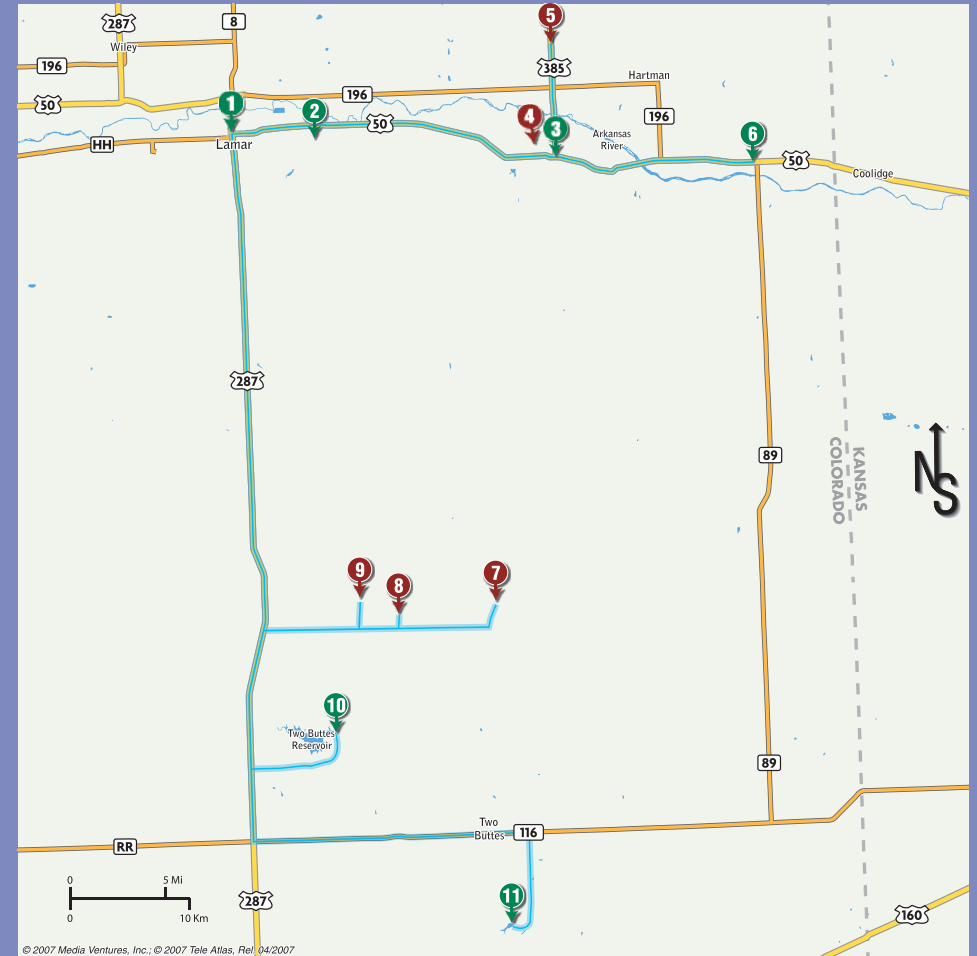 5
287
8
Wiley
385
196
Hartman
196
50
1
2
4
50
3
196
Arkansas
River
6
HH
Lamar
50
Coolidge
287
89
KANSAS
COLORADO
N
S
9
8
7
10
Two Buttes
Reservoir
89
Two
Buttes
116
RR
0
5 Mi
0
10 Km
287
11
160
© 2007 Media Ventures, Inc.; © 2007 Tele Atlas, Rel. 04/2007